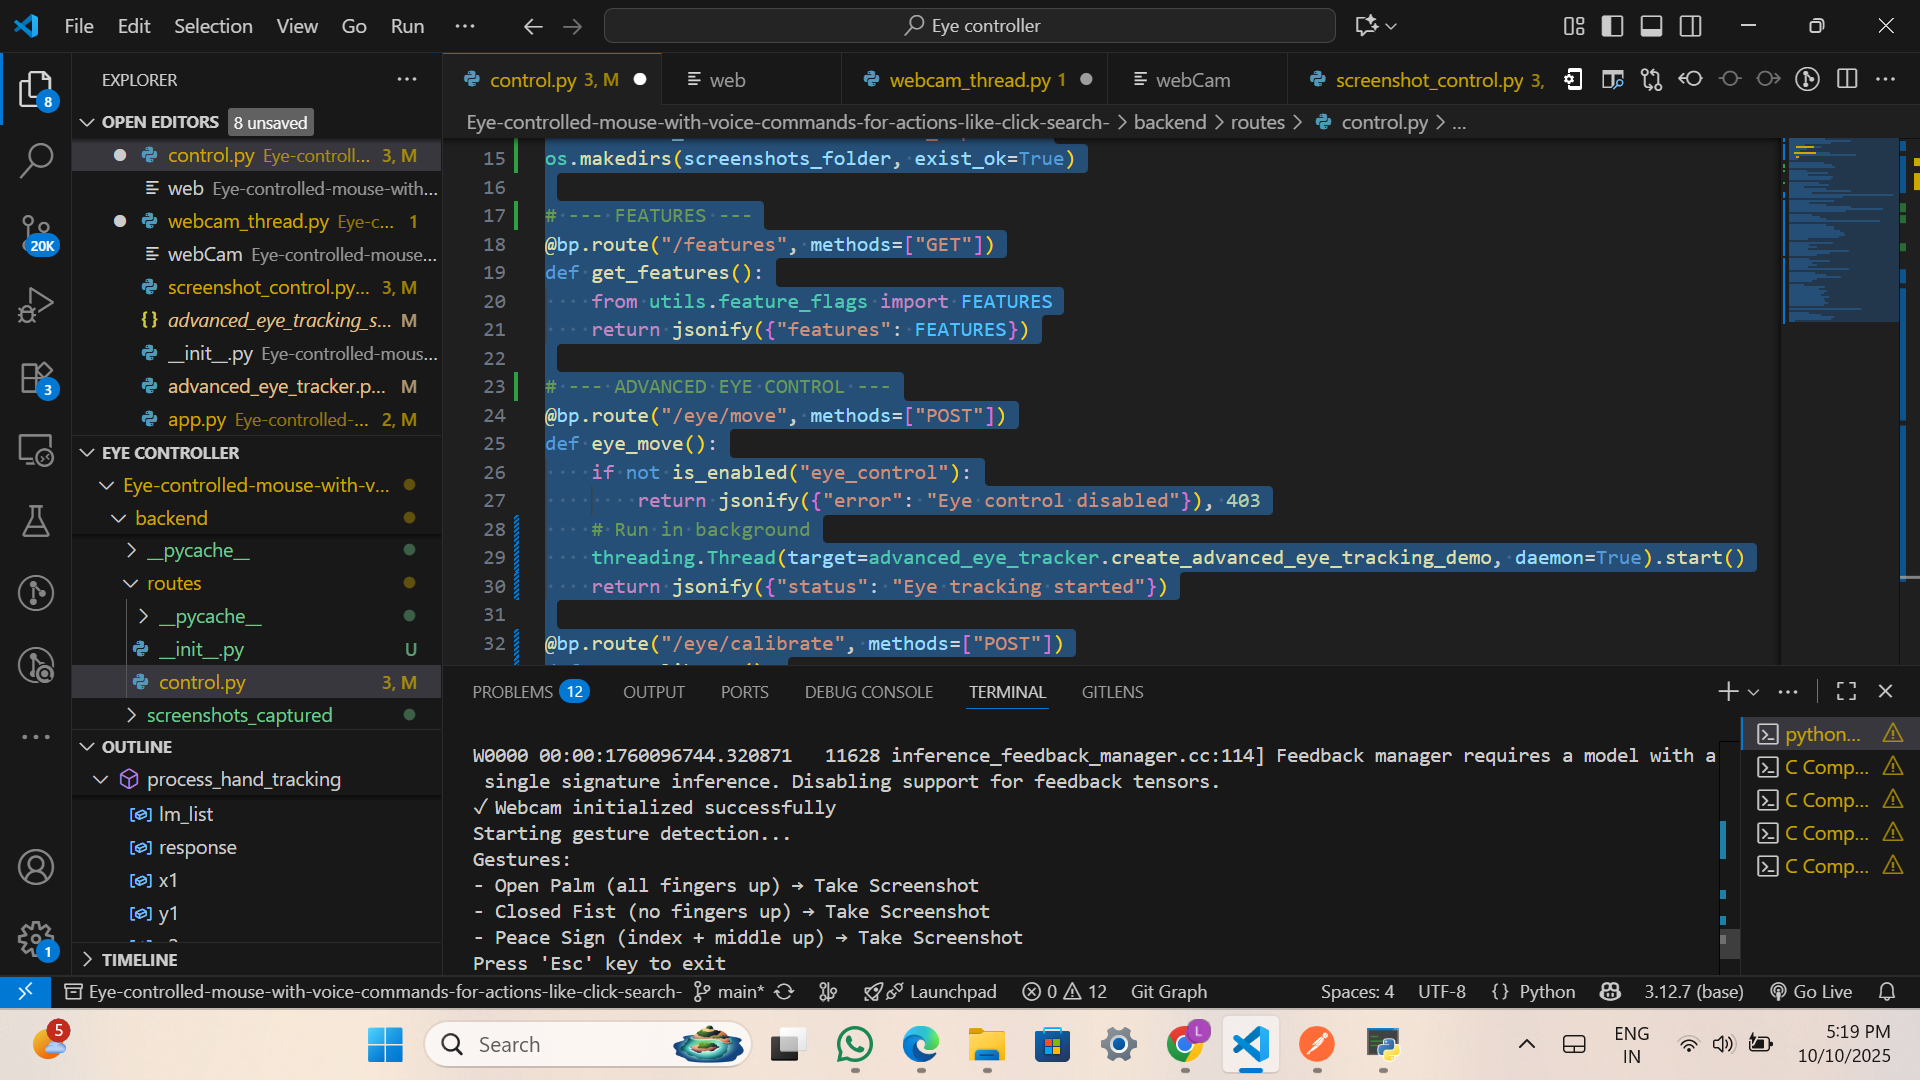 File Edit Selection View Go Run ···
Eye controller
EXPLORER
OPEN EDITORS 8 unsaved
control.py Eye-controll... 3, M
web Eye-controlled-mouse-with...
webcam_thread.py Eye-c... 1
webCam Eye-controlled-mouse...
screenshot_control.py... 3, M
advanced_eye_tracking_s... M
__init__.py Eye-controlled-mous...
advanced_eye_tracker.p... M
app.py Eye-controlled-... 2, M
EYE CONTROLLER
Eye-controlled-mouse-with-v...
backend
__pycache__
routes
__pycache__
__init__.py U
control.py 3, M
screenshots_captured
OUTLINE
process_hand_tracking
lm_list
response
x1
y1
TIMELINE
8
20K
3
1
control.py 3, M
web
webcam_thread.py 1
webCam
screenshot_control.py 3,
Eye-controlled-mouse-with-voice-commands-for-actions-like-click-search- > backend > routes > control.py > ...
15 os.makedirs(screenshots_folder, exist_ok=True)
16
17 # --- FEATURES ---
18 @bp.route("/features", methods=["GET"])
19 def get_features():
20 from utils.feature_flags import FEATURES
21 return jsonify({"features": FEATURES})
22
23 # --- ADVANCED EYE CONTROL ---
24 @bp.route("/eye/move", methods=["POST"])
25 def eye_move():
26 if not is_enabled("eye_control"):
27 return jsonify({"error": "Eye control disabled"}), 403
28 # Run in background
29 threading.Thread(target=advanced_eye_tracker.create_advanced_eye_tracking_demo, daemon=True).start()
30 return jsonify({"status": "Eye tracking started"})
31
32 @bp.route("/eye/calibrate", methods=["POST"])
PROBLEMS 12 OUTPUT PORTS DEBUG CONSOLE TERMINAL GITLENS
W0000 00:00:1760096744.320871   11628 inference_feedback_manager.cc:114] Feedback manager requires a model with a
single signature inference. Disabling support for feedback tensors.
✓ Webcam initialized successfully
Starting gesture detection...
Gestures:
- Open Palm (all fingers up) → Take Screenshot
- Closed Fist (no fingers up) → Take Screenshot
- Peace Sign (index + middle up) → Take Screenshot
Press 'Esc' key to exit
python...
C Comp...
C Comp...
C Comp...
C Comp...
Eye-controlled-mouse-with-voice-commands-for-actions-like-click-search- main* Launchpad 0 12 Git Graph Spaces: 4 UTF-8 {} Python 3.12.7 (base) Go Live
5
Search
L
ENG
IN
5:19 PM
10/10/2025